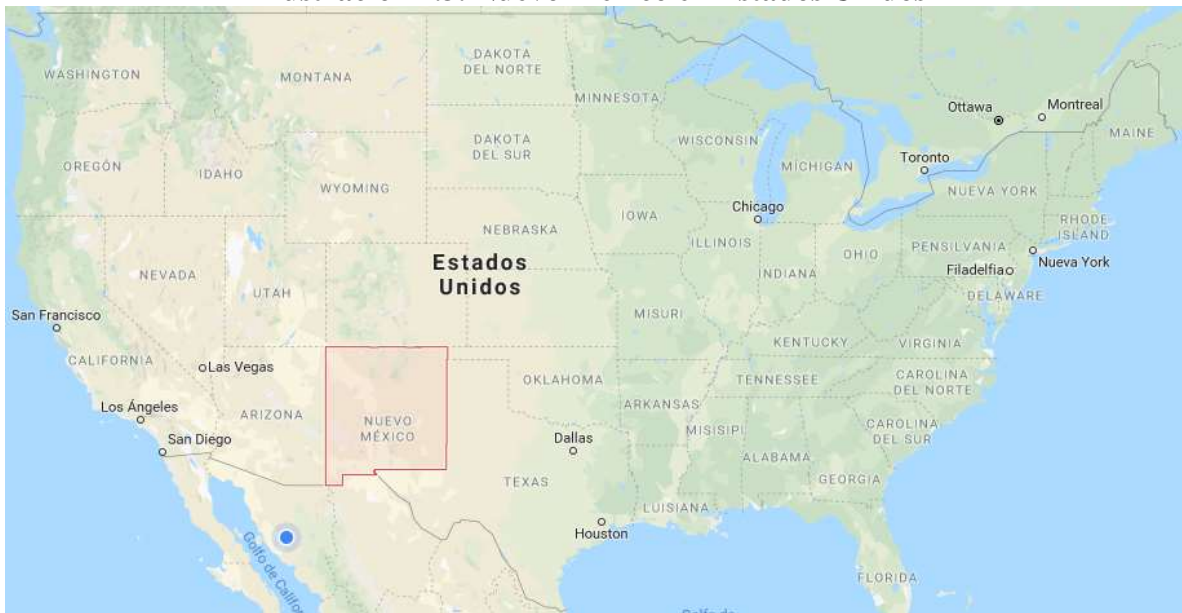 DAKOTA
DEL NORTE
WASHINGTON
MONTANA
MINNESOTA
Ottawa
Montreal
MAINE
DAKOTA
DEL SUR
WISCONSIN
MICHIGAN
Toronto
OREGÓN
IDAHO
WYOMING
NUEVA YORK
Chicago
IOWA
RHODE
ISLAND
NEBRASKA
ILLINOIS
OHIO
PENSILVANIA
Nueva York
Estados
Unidos
NEVADA
UTAH
INDIANA
Filadelfia
DELAWARE
San Francisco
MISURI
CALIFORNIA
Las Vegas
KENTUCKY
VIRGINIA
OKLAHOMA
TENNESSEE
CAROLINA
DEL NORTE
Los Ángeles
ARIZONA
NUEVO
MÉXICO
ARKANSAS
MISISIPI
CAROLINA
DEL SUR
San Diego
Dallas
ALABAMA
TEXAS
GEORGIA
LUISIANA
Houston
Golfo de Califor
FLORIDA